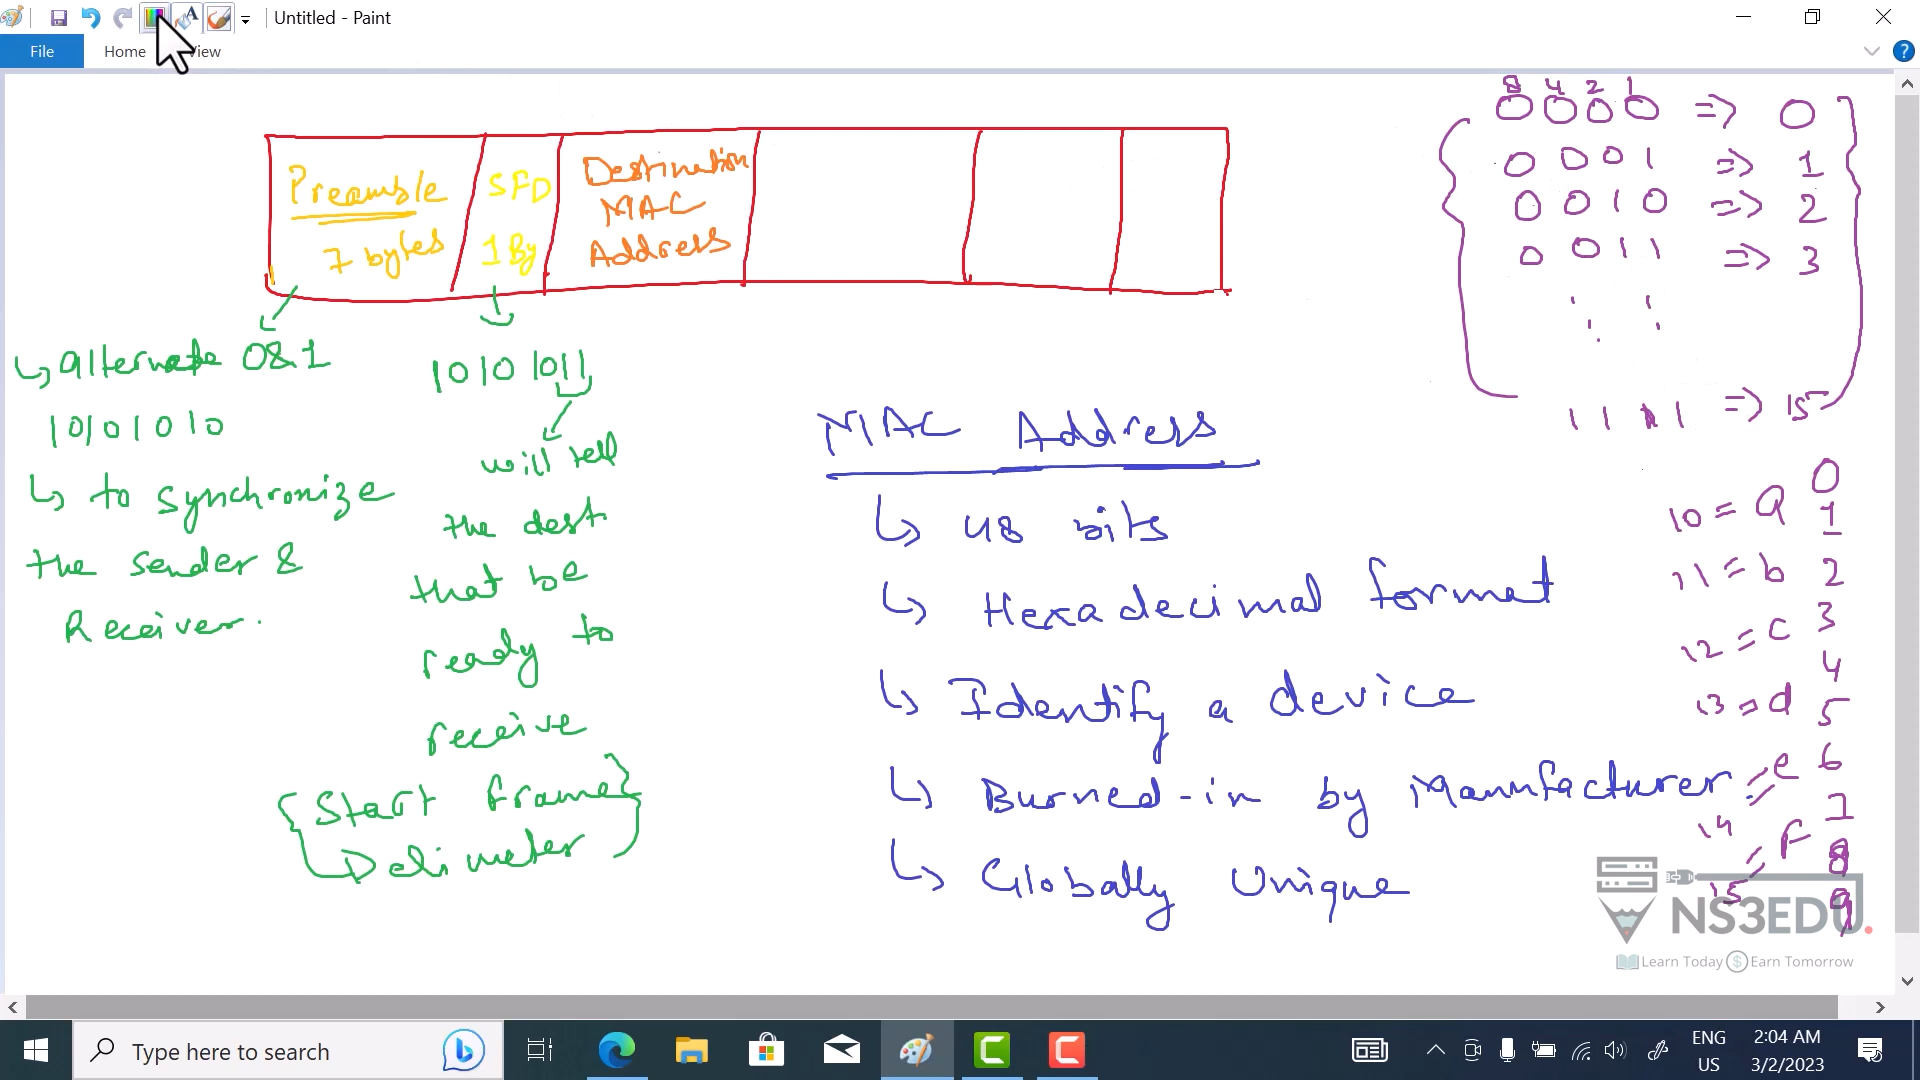 Untitled - Paint
File
Home
View
Preamble
7 bytes
SFD
1 By
Destination
MAC
Address
alternate 0&1
10101010
to synchronize
the sender &
Receiver.
1010 1011
will tell
the dest.
that be
ready to
receive
{Start frame}
Delimeter
MAC Address
48 bits
Hexadecimal format
Identify a device
Burned-in by Manufacturer
Globally Unique
8 4 2 1
0 0 0 0 => 0
0 0 0 1 => 1
0 0 1 0 => 2
0 0 1 1 => 3
1 1 1 1 => 15
0
10 = a 1
11 = b 2
12 = c 3
4
13 = d 5
14 = e 6
7
15 = f 8
9
NS3EDU.
Learn Today $ Earn Tomorrow
Type here to search
ENG
US
2:04 AM
3/2/2023